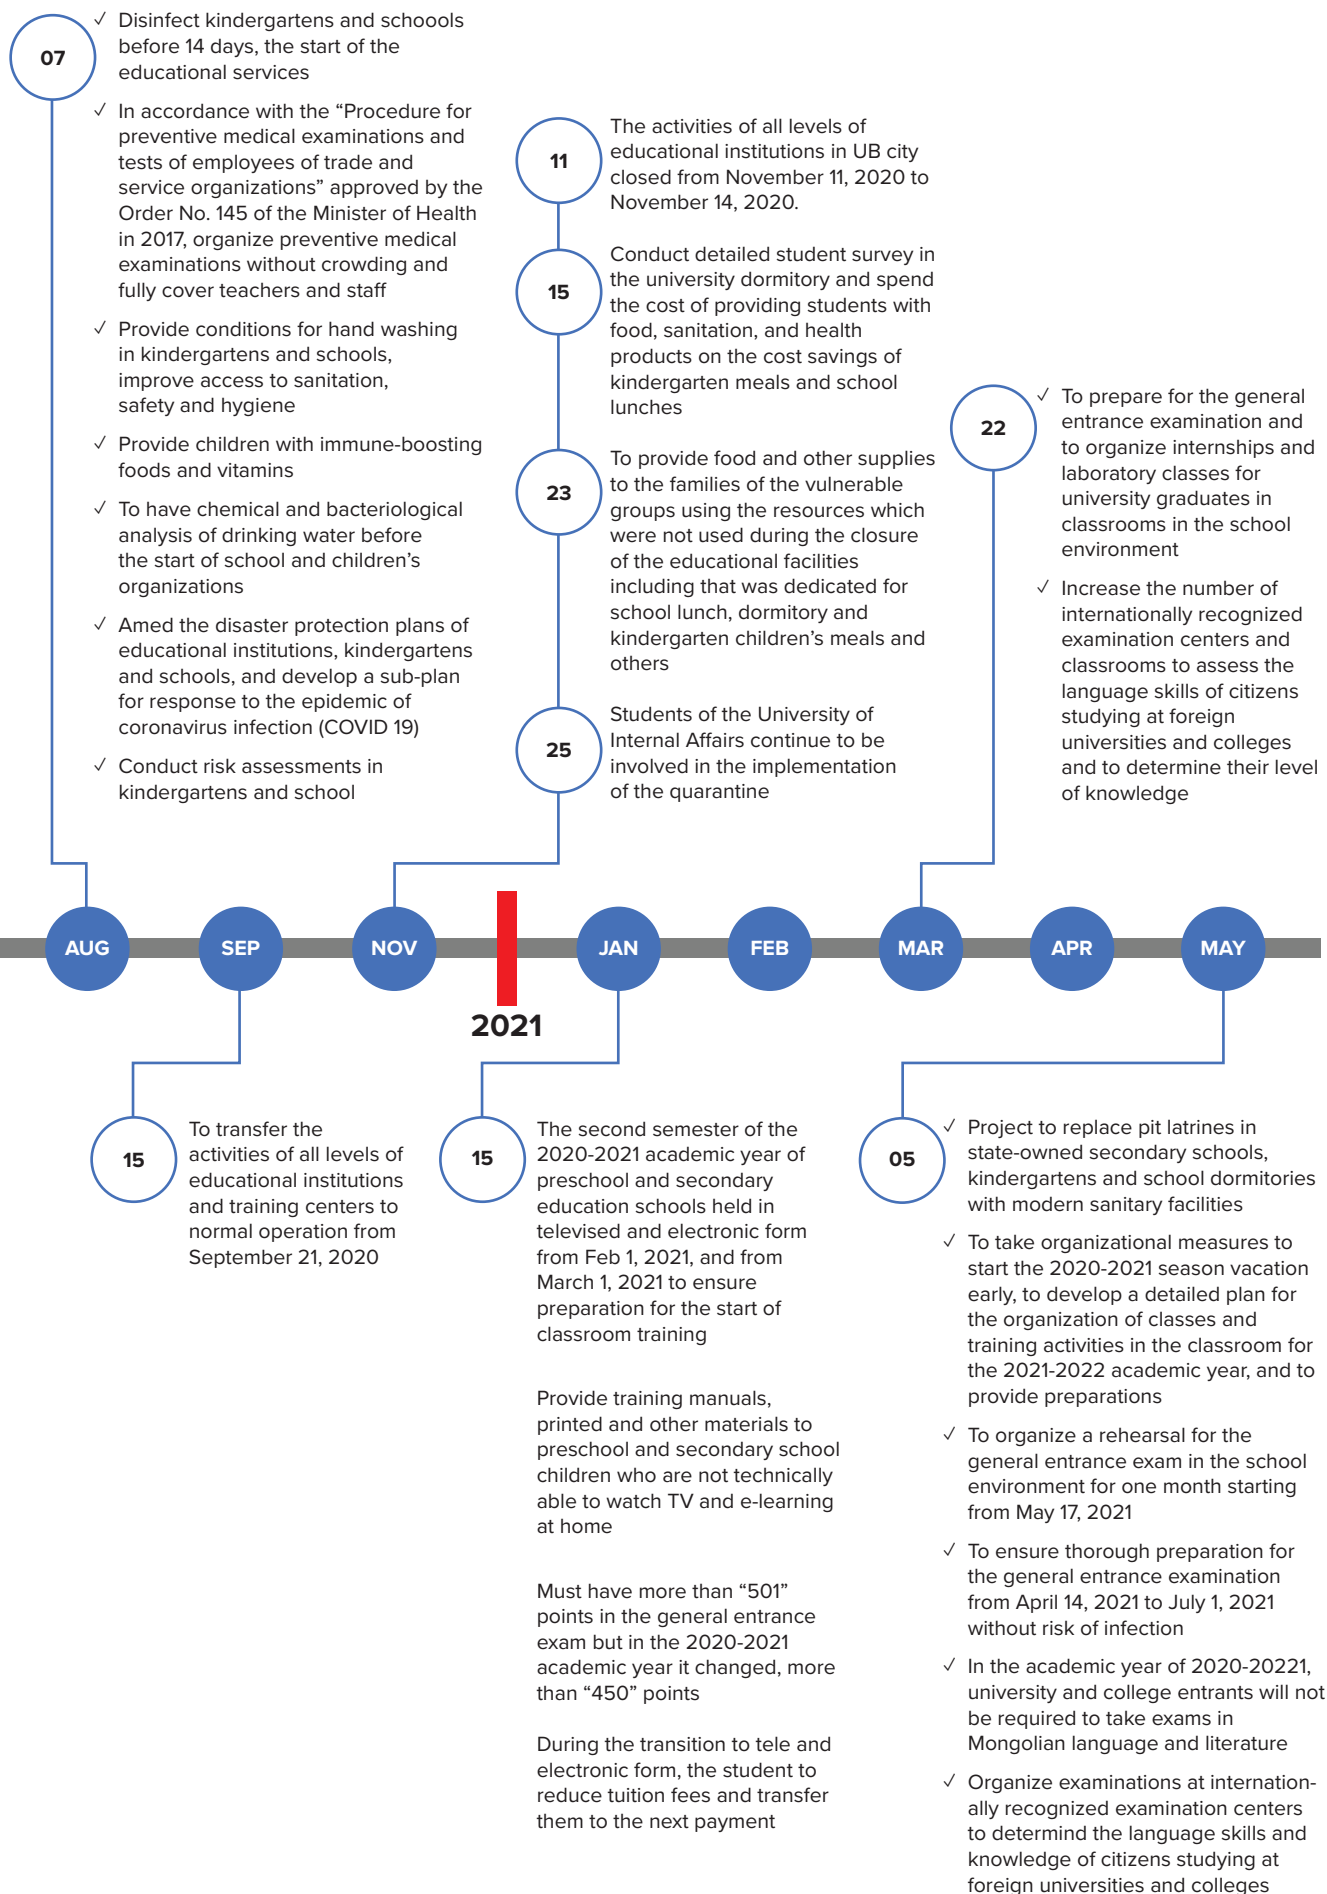 07
✓ Disinfect kindergartens and schoools
before 14 days, the start of the
educational services
✓ In accordance with the “Procedure for
preventive medical examinations and
tests of employees of trade and
service organizations” approved by the
Order No. 145 of the Minister of Health
in 2017, organize preventive medical
examinations without crowding and
fully cover teachers and staff
✓ Provide conditions for hand washing
in kindergartens and schools,
improve access to sanitation,
safety and hygiene
✓ Provide children with immune-boosting
foods and vitamins
✓ To have chemical and bacteriological
analysis of drinking water before
the start of school and children’s
organizations
✓ Amed the disaster protection plans of
educational institutions, kindergartens
and schools, and develop a sub-plan
for response to the epidemic of
coronavirus infection (COVID 19)
✓ Conduct risk assessments in
kindergartens and school
11
The activities of all levels of
educational institutions in UB city
closed from November 11, 2020 to
November 14, 2020.
15
Conduct detailed student survey in
the university dormitory and spend
the cost of providing students with
food, sanitation, and health
products on the cost savings of
kindergarten meals and school
lunches
23
To provide food and other supplies
to the families of the vulnerable
groups using the resources which
were not used during the closure
of the educational facilities
including that was dedicated for
school lunch, dormitory and
kindergarten children’s meals and
others
25
Students of the University of
Internal Affairs continue to be
involved in the implementation
of the quarantine
22
✓ To prepare for the general
entrance examination and
to organize internships and
laboratory classes for
university graduates in
classrooms in the school
environment
✓ Increase the number of
internationally recognized
examination centers and
classrooms to assess the
language skills of citizens
studying at foreign
universities and colleges
and to determine their level
of knowledge
AUG
SEP
NOV
JAN
FEB
MAR
APR
MAY
2021
15
To transfer the
activities of all levels of
educational institutions
and training centers to
normal operation from
September 21, 2020
15
The second semester of the
2020-2021 academic year of
preschool and secondary
education schools held in
televised and electronic form
from Feb 1, 2021, and from
March 1, 2021 to ensure
preparation for the start of
classroom training
Provide training manuals,
printed and other materials to
preschool and secondary school
children who are not technically
able to watch TV and e-learning
at home
Must have more than “501”
points in the general entrance
exam but in the 2020-2021
academic year it changed, more
than “450” points
During the transition to tele and
electronic form, the student to
reduce tuition fees and transfer
them to the next payment
05
✓ Project to replace pit latrines in
state-owned secondary schools,
kindergartens and school dormitories
with modern sanitary facilities
✓ To take organizational measures to
start the 2020-2021 season vacation
early, to develop a detailed plan for
the organization of classes and
training activities in the classroom for
the 2021-2022 academic year, and to
provide preparations
✓ To organize a rehearsal for the
general entrance exam in the school
environment for one month starting
from May 17, 2021
✓ To ensure thorough preparation for
the general entrance examination
from April 14, 2021 to July 1, 2021
without risk of infection
✓ In the academic year of 2020-20221,
university and college entrants will not
be required to take exams in
Mongolian language and literature
✓ Organize examinations at internation-
ally recognized examination centers
to determind the language skills and
knowledge of citizens studying at
foreign universities and colleges